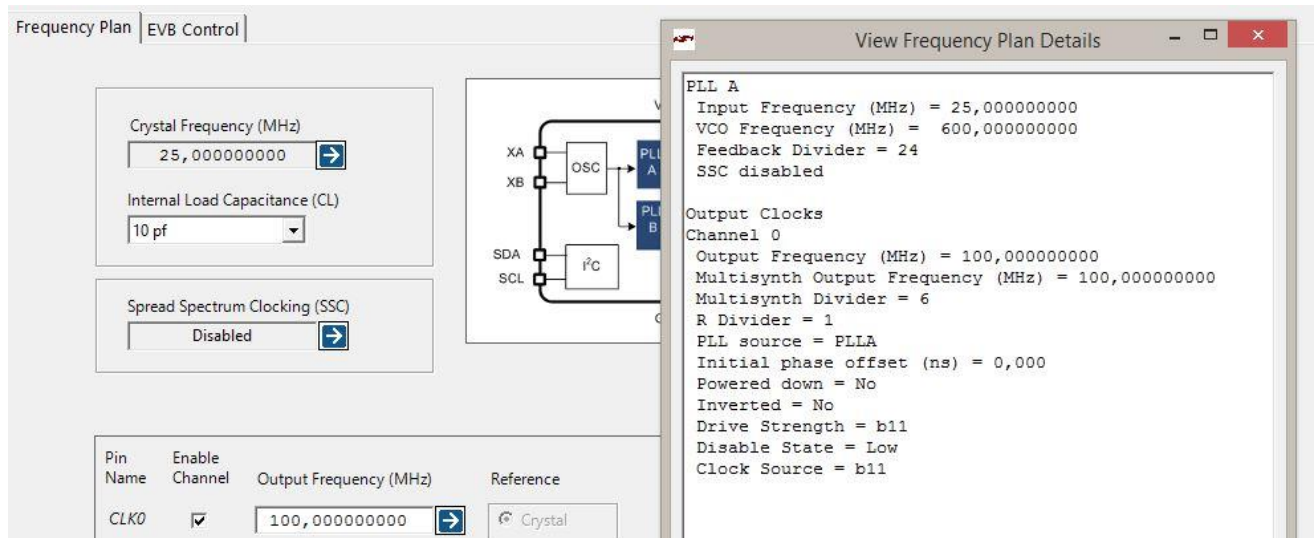 Frequency Plan
EVB Control
Crystal Frequency (MHz)
25,000000000
Internal Load Capacitance (CL)
10 pf
Spread Spectrum Clocking (SSC)
Disabled
XA
XB
OSC
PLL
A
PLL
B
SDA
SCL
I²C
Pin
Name
Enable
Channel
Output Frequency (MHz)
Reference
CLK0
100,000000000
Crystal
View Frequency Plan Details
PLL A
Input Frequency (MHz) = 25,000000000
VCO Frequency (MHz) =  600,000000000
Feedback Divider = 24
SSC disabled
Output Clocks
Channel 0
Output Frequency (MHz) = 100,000000000
Multisynth Output Frequency (MHz) = 100,000000000
Multisynth Divider = 6
R Divider = 1
PLL source = PLLA
Initial phase offset (ns) = 0,000
Powered down = No
Inverted = No
Drive Strength = b11
Disable State = Low
Clock Source = b11